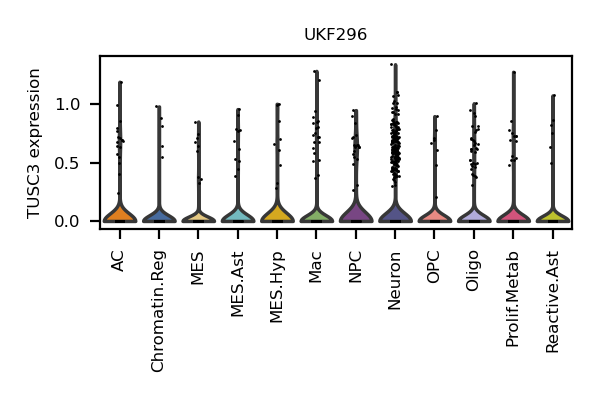 UKF296
TUSC3 expression
1.0
0.5
0.0
AC
Chromatin.Reg
MES
MES.Ast
MES.Hyp
Mac
NPC
Neuron
OPC
Oligo
Prolif.Metab
Reactive.Ast